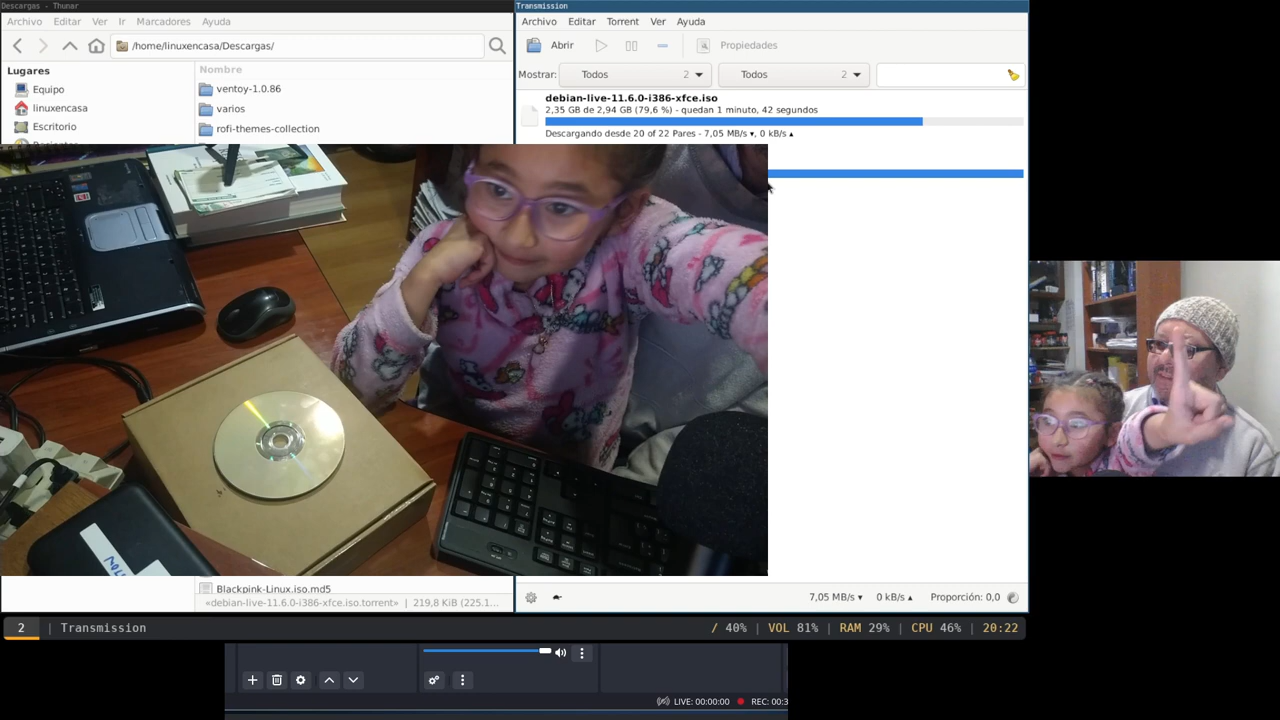 Descargas - Thunar
Archivo Editar Ver Ir Marcadores Ayuda
/home/linuxencasa/Descargas/
Lugares
Equipo
linuxencasa
Escritorio
Nombre
ventoy-1.0.86
varios
rofi-themes-collection
Blackpink-Linux.iso.md5
«debian-live-11.6.0-i386-xfce.iso.torrent» | 219,8 KiB (225.1...
Transmission
Archivo Editar Torrent Ver Ayuda
Abrir Propiedades
Mostrar: Todos 2 Todos 2
debian-live-11.6.0-i386-xfce.iso
2,35 GB de 2,94 GB (79,6 %) - quedan 1 minuto, 42 segundos
Descargando desde 20 of 22 Pares - 7,05 MB/s ▾, 0 kB/s ▴
7,05 MB/s ▾ 0 kB/s ▴ Proporción: 0,0
2 | Transmission
/ 40% | VOL 81% | RAM 29% | CPU 46% | 20:22
LIVE: 00:00:00 REC: 00:3